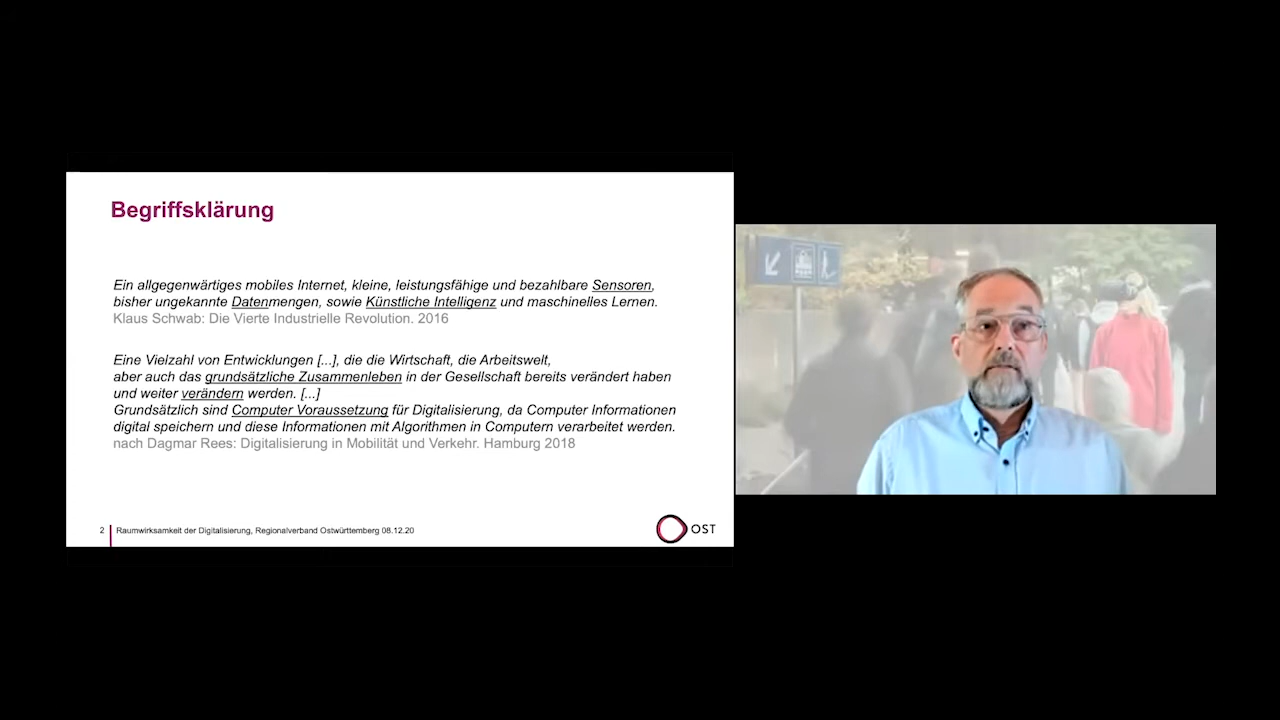 Begriffsklärung
Ein allgegenwärtiges mobiles Internet, kleine, leistungsfähige und bezahlbare Sensoren,
bisher ungekannte Datenmengen, sowie Künstliche Intelligenz und maschinelles Lernen.
Klaus Schwab: Die Vierte Industrielle Revolution. 2016
Eine Vielzahl von Entwicklungen [...], die die Wirtschaft, die Arbeitswelt,
aber auch das grundsätzliche Zusammenleben in der Gesellschaft bereits verändert haben
und weiter verändern werden. [...]
Grundsätzlich sind Computer Voraussetzung für Digitalisierung, da Computer Informationen
digital speichern und diese Informationen mit Algorithmen in Computern verarbeitet werden.
nach Dagmar Rees: Digitalisierung in Mobilität und Verkehr. Hamburg 2018
2 Raumwirksamkeit der Digitalisierung, Regionalverband Ostwürttemberg 08.12.20
OST